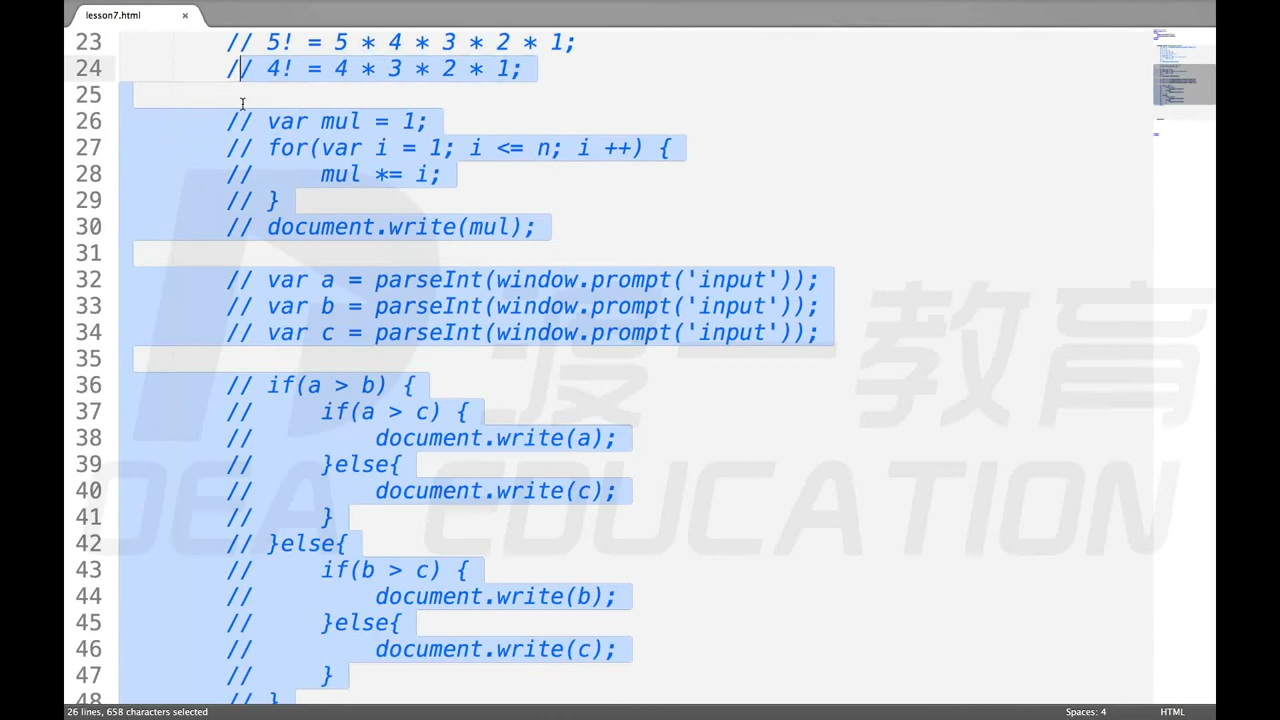 lesson7.html ×
23 // 5! = 5 * 4 * 3 * 2 * 1;
24 // 4! = 4 * 3 * 2 * 1;
25
26 // var mul = 1;
27 // for(var i = 1; i <= n; i ++) {
28 //     mul *= i;
29 // }
30 // document.write(mul);
31
32 // var a = parseInt(window.prompt('input'));
33 // var b = parseInt(window.prompt('input'));
34 // var c = parseInt(window.prompt('input'));
35
36 // if(a > b) {
37 //     if(a > c) {
38 //         document.write(a);
39 //     }else{
40 //         document.write(c);
41 //     }
42 // }else{
43 //     if(b > c) {
44 //         document.write(b);
45 //     }else{
46 //         document.write(c);
47 //     }
48 // }
渡一教育
DEA EDUCATION
26 lines, 658 characters selected Spaces: 4 HTML